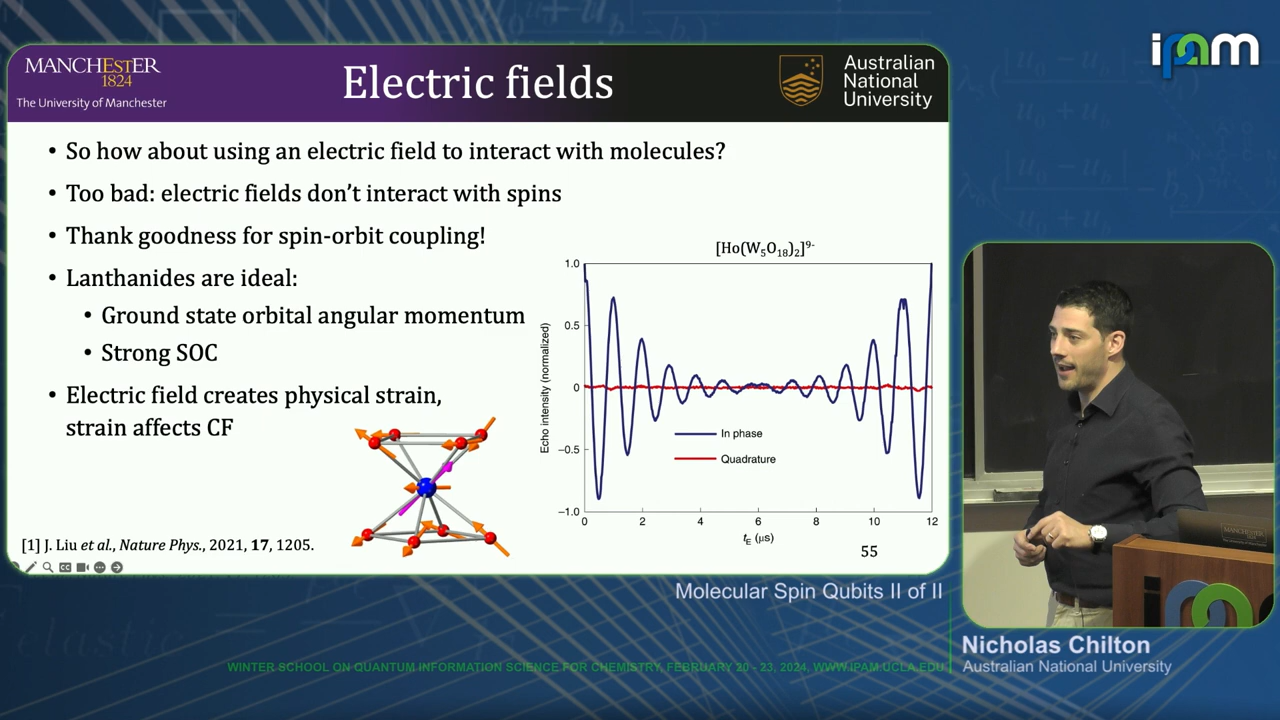 ipam
MANCHESTER
1824
The University of Manchester
Electric fields
Australian
National
University
• So how about using an electric field to interact with molecules?
• Too bad: electric fields don't interact with spins
• Thank goodness for spin-orbit coupling!
• Lanthanides are ideal:
• Ground state orbital angular momentum
• Strong SOC
• Electric field creates physical strain,
strain affects CF
[Ho(W₅O₁₈)₂]⁹⁻
1.0
0.5
0
−0.5
−1.0
Echo intensity (normalized)
In phase
Quadrature
0 2 4 6 8 10 12
tE (μs)
[1] J. Liu et al., Nature Phys., 2021, 17, 1205.
55
CC
MANCHESTER
Molecular Spin Qubits II of II
Nicholas Chilton
Australian National University
WINTER SCHOOL ON QUANTUM INFORMATION SCIENCE FOR CHEMISTRY, FEBRUARY 20 - 23, 2024, WWW.IPAM.UCLA.EDU
elastic